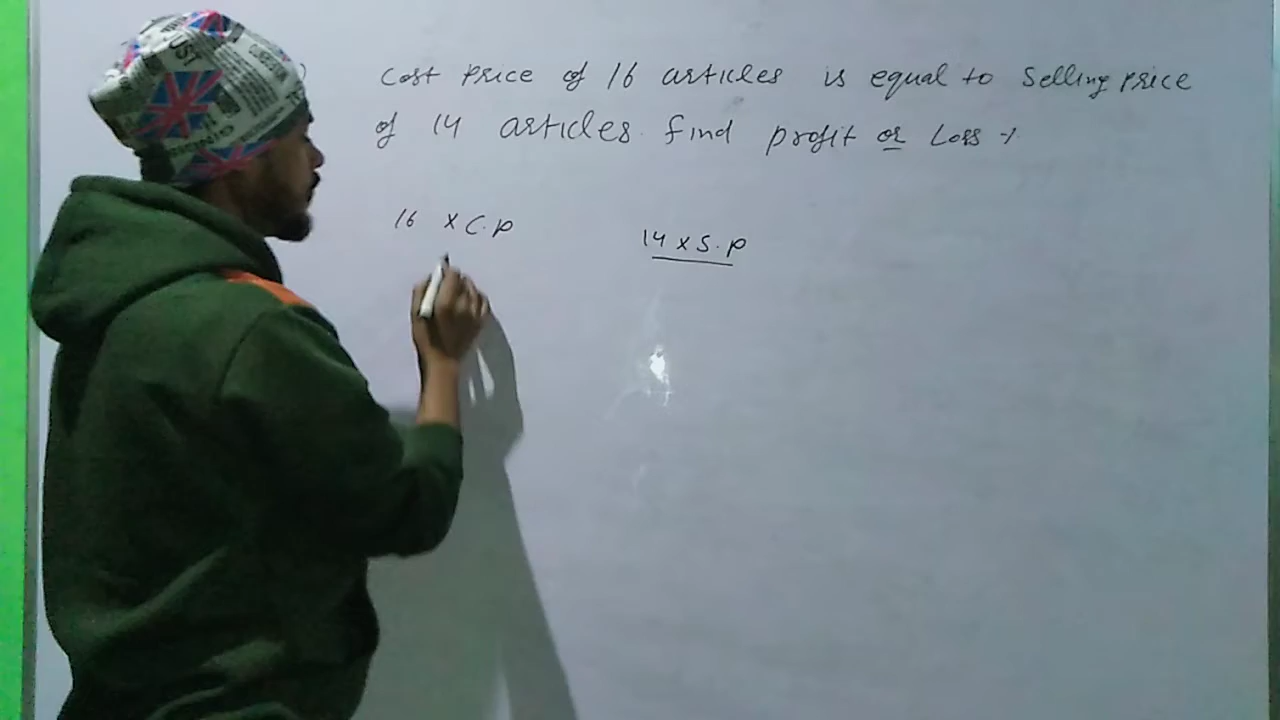 Cost Price of 16 articles is equal to Selling price
of 14 articles. find profit or Loss %
16 x C.P
14 x S.P
JUST